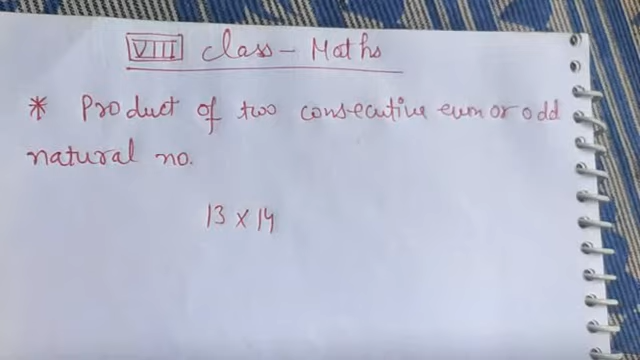 VIII Class - Maths
* Product of two consecutive even or odd
natural no.
13 x 14